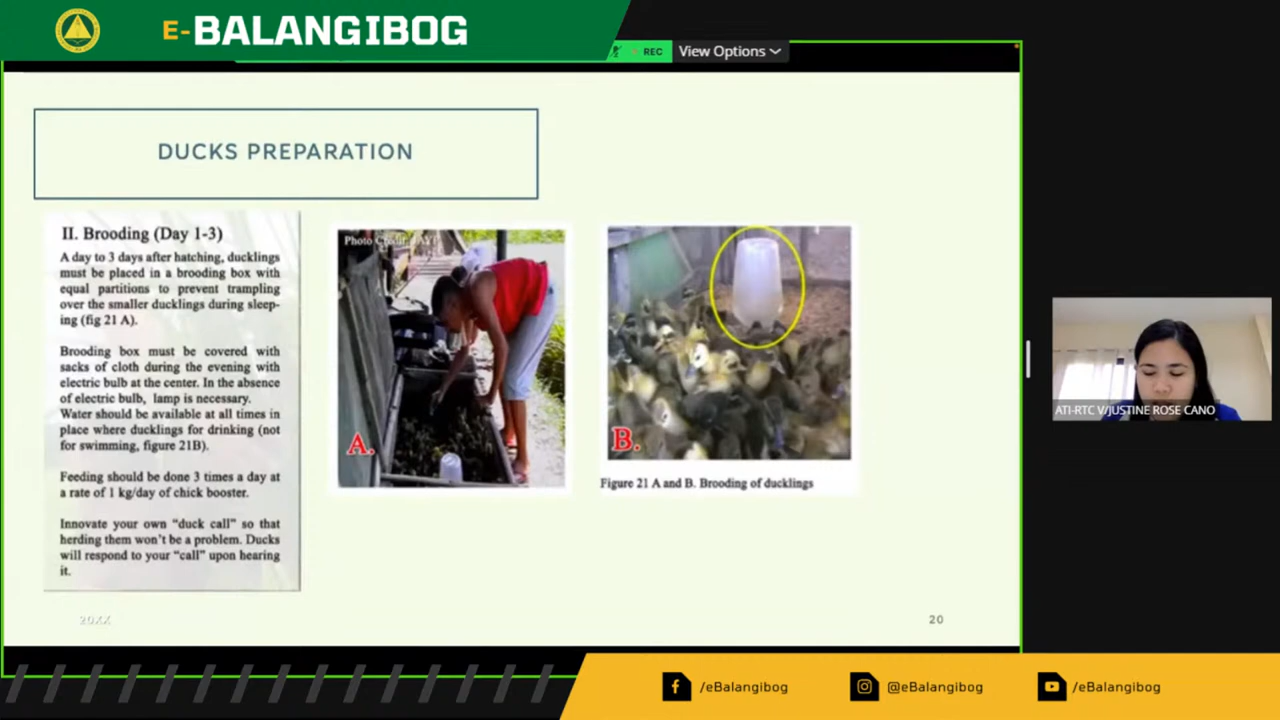 E-BALANGIBOG
REC
View Options
DUCKS PREPARATION
II. Brooding (Day 1-3)
A day to 3 days after hatching, ducklings
must be placed in a brooding box with
equal partitions to prevent trampling
over the smaller ducklings during sleep-
ing (fig 21 A).
Brooding box must be covered with
sacks of cloth during the evening with
electric bulb at the center. In the absence
of electric bulb, lamp is necessary.
Water should be available at all times in
place where ducklings for drinking (not
for swimming, figure 21B).
Feeding should be done 3 times a day at
a rate of 1 kg/day of chick booster.
Innovate your own “duck call” so that
herding them won't be a problem. Ducks
will respond to your “call” upon hearing
it.
Photo Credit:
A.
B.
Figure 21 A and B. Brooding of ducklings
20XX
20
ATI-RTC V/JUSTINE ROSE CANO
/eBalangibog
@eBalangibog
/eBalangibog